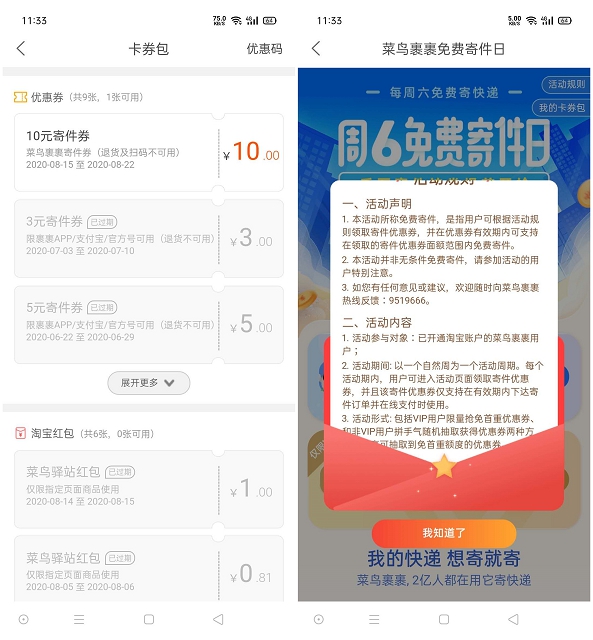 11:33
75.0 KB/S
4G
64
卡券包
优惠码
优惠券（共9张，1张可用）
10元寄件券
菜鸟裹裹寄件券（退货及扫码不可用）
2020-08-15 至 2020-08-22
¥10.00
3元寄件券 已过期
限裹裹APP/支付宝/官方号可用（退货不可用）
2020-07-03 至 2020-07-10
¥3.00
5元寄件券 已过期
限裹裹APP/支付宝/官方号可用（退货不可用）
2020-06-22 至 2020-06-29
¥5.00
展开更多
淘宝红包（共6张，0张可用）
菜鸟驿站红包 已过期
仅限指定页面商品使用
2020-08-14 至 2020-08-15
¥1.00
菜鸟驿站红包 已过期
仅限指定页面商品使用
2020-08-05 至 2020-08-06
¥0.81
11:33
5.00 KB/S
4G
64
菜鸟裹裹免费寄件日
活动规则
每周六免费寄快递
我的卡券包
周6免费寄件日
活动规则
一、活动声明
1. 本活动所称免费寄件，是指用户可根据活动规
则领取寄件优惠券，并在优惠券有效期内可支持
在领取的寄件优惠券面额范围内免费寄件。
2. 本活动并非无条件免费寄件，请参加活动的用
户特别注意。
3. 如您有任何意见或建议，欢迎随时向菜鸟裹裹
热线反馈：9519666。
二、活动内容
1. 活动参与对象：已开通淘宝账户的菜鸟裹裹用
户；
2. 活动期间: 以一个自然周为一个活动周期。每个
活动期内，用户可进入活动页面领取寄件优惠
券，并且该寄件优惠券仅支持在有效期内下达寄
件订单并在线支付时使用。
3. 活动形式: 包括VIP用户限量抢免首重优惠券、
和非VIP用户拼手气随机抽取获得优惠券两种方
可抽取到免首重额度的优惠券
我知道了
我的快递 想寄就寄
菜鸟裹裹, 2亿人都在用它寄快递